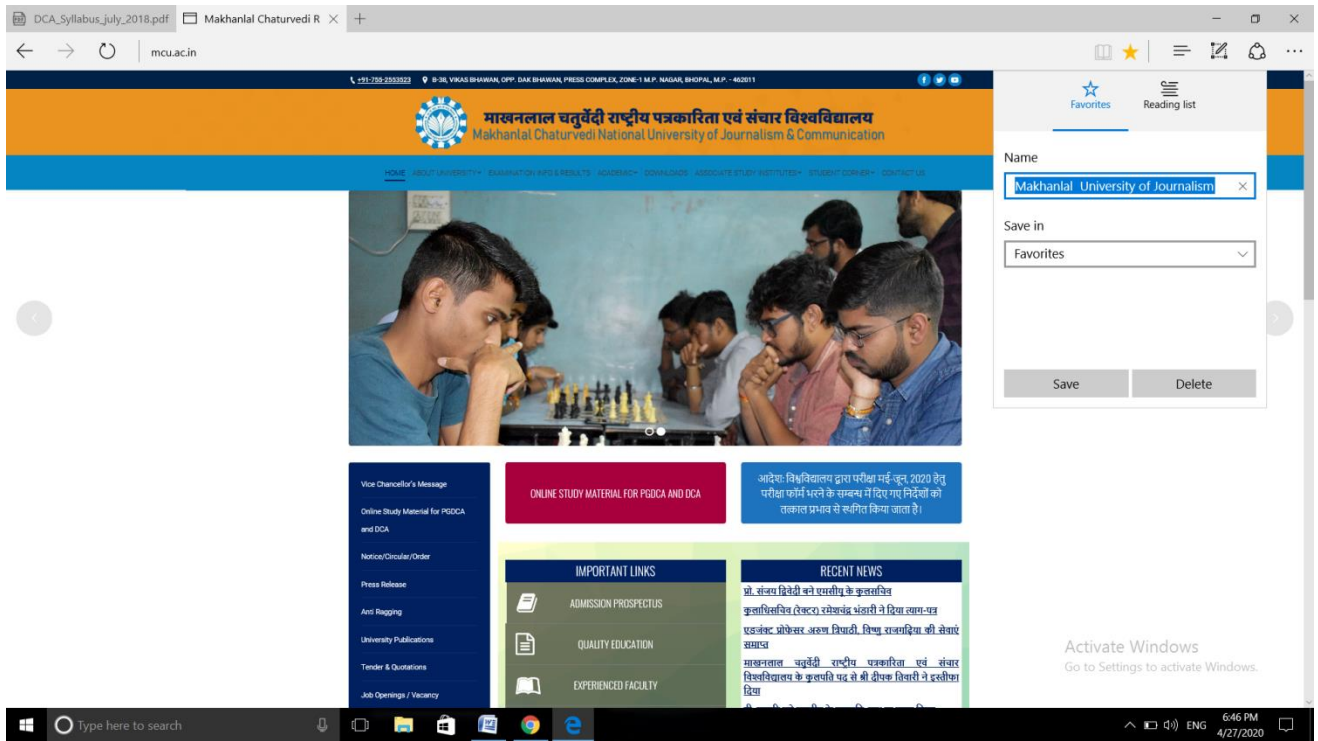 DCA_Syllabus_july_2018.pdf
Makhanlal Chaturvedi R
mcu.ac.in
+91-755-2553523
B-38, VIKAS BHAWAN, OPP. DAK BHAWAN, PRESS COMPLEX, ZONE-1 M.P. NAGAR, BHOPAL, M.P. - 462011
माखनलाल चतुर्वेदी राष्ट्रीय पत्रकारिता एवं संचार विश्वविद्यालय
Makhanlal Chaturvedi National University of Journalism & Communication
HOME ABOUT UNIVERSITY EXAMINATION INFO & RESULTS ACADEMIC DOWNLOADS ASSOCIATE STUDY INSTITUTES STUDENT CORNER CONTACT US
Favorites
Reading list
Name
Makhanlal University of Journalism
Save in
Favorites
Save
Delete
Vice Chancellor's Message
Online Study Material for PGDCA
and DCA
Notice/Circular/Order
Press Release
Anti Ragging
University Publications
Tender & Quotations
Job Openings / Vacancy
ONLINE STUDY MATERIAL FOR PGDCA AND DCA
आदेश: विश्वविद्यालय द्वारा परीक्षा मई-जून, 2020 हेतु
परीक्षा फॉर्म भरने के सम्बन्ध में दिए गए निर्देशों को
तत्काल प्रभाव से स्थगित किया जाता है।
IMPORTANT LINKS
ADMISSION PROSPECTUS
QUALITY EDUCATION
EXPERIENCED FACULTY
RECENT NEWS
प्रो. संजय द्विवेदी बने एमसीयू के कुलसचिव
कुलाधिसचिव (रेक्टर) रमेशचंद्र भंडारी ने दिया त्याग-पत्र
एडजंक्ट प्रोफेसर अरुण त्रिपाठी, विष्णु राजगढ़िया की सेवाएं
समाप्त
माखनलाल चतुर्वेदी राष्ट्रीय पत्रकारिता एवं संचार
विश्वविद्यालय के कुलपति पद से श्री दीपक तिवारी ने इस्तीफा
दिया
Activate Windows
Go to Settings to activate Windows.
Type here to search
ENG
6:46 PM
4/27/2020